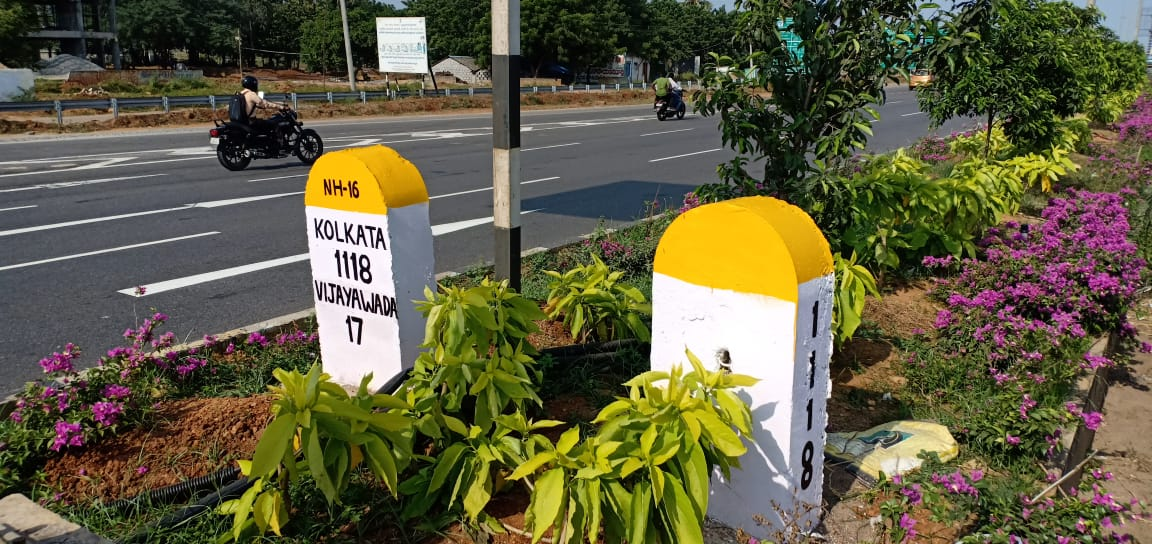 NH-16
KOLKATA
1118
VIJAYAWADA
17
1
1
1
8